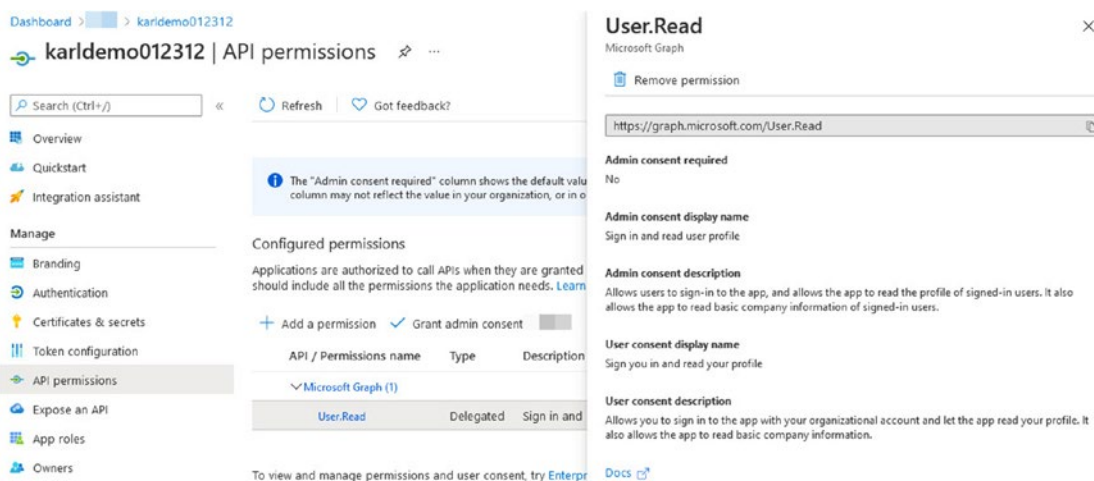 Dashboard > > karldemo012312
karldemo012312 | API permissions
Search (Ctrl+/)
Overview
Quickstart
Integration assistant
Manage
Branding
Authentication
Certificates & secrets
Token configuration
API permissions
Expose an API
App roles
Owners
Refresh
Got feedback?
The "Admin consent required" column shows the default valu
column may not reflect the value in your organization, or in o
Configured permissions
Applications are authorized to call APIs when they are granted
should include all the permissions the application needs. Learn
Add a permission
Grant admin consent
API / Permissions name Type Description
Microsoft Graph (1)
User.Read Delegated Sign in and
To view and manage permissions and user consent, try Enterpr
User.Read
Microsoft Graph
Remove permission
https://graph.microsoft.com/User.Read
Admin consent required
No
Admin consent display name
Sign in and read user profile
Admin consent description
Allows users to sign-in to the app, and allows the app to read the profile of signed-in users. It also
allows the app to read basic company information of signed-in users.
User consent display name
Sign you in and read your profile
User consent description
Allows you to sign in to the app with your organizational account and let the app read your profile. It
also allows the app to read basic company information.
Docs